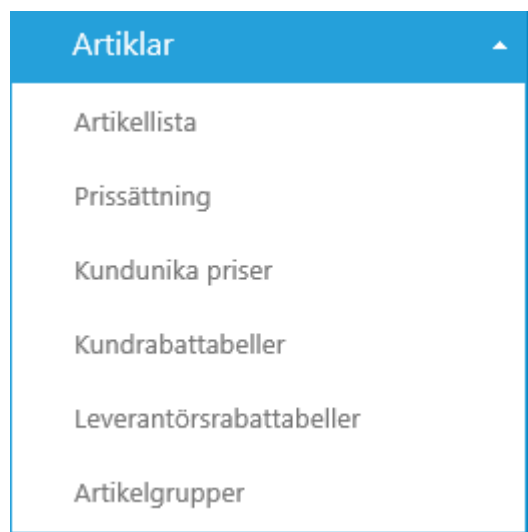 Artiklar
Artikellista
Prissättning
Kundunika priser
Kundrabattabeller
Leverantörsrabattabeller
Artikelgrupper